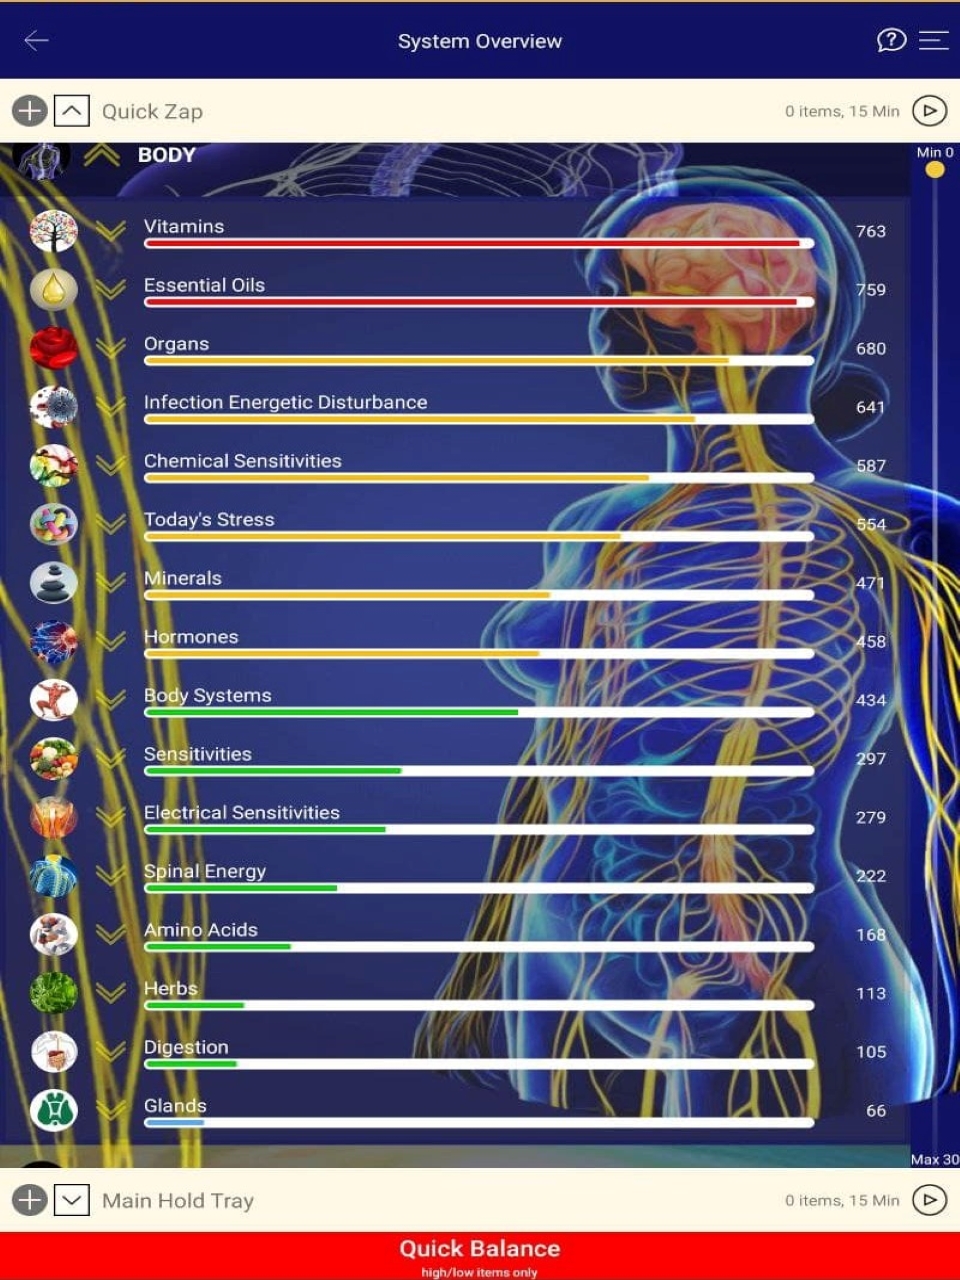 System Overview
Quick Zap
0 items, 15 Min
BODY
Min 0
Vitamins
763
Essential Oils
759
Organs
680
Infection Energetic Disturbance
641
Chemical Sensitivities
587
Today's Stress
554
Minerals
471
Hormones
458
Body Systems
434
Sensitivities
297
Electrical Sensitivities
279
Spinal Energy
222
Amino Acids
168
Herbs
113
Digestion
105
Glands
66
Max 30
Main Hold Tray
0 items, 15 Min
Quick Balance
high/low items only